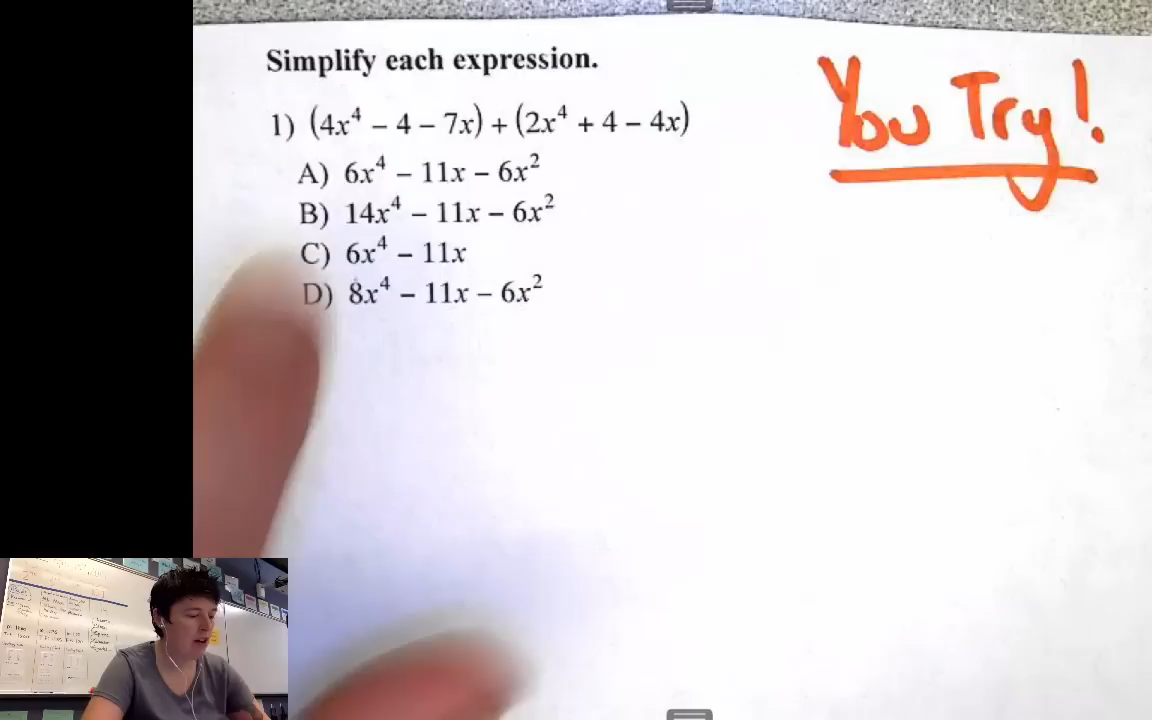 Simplify each expression.
You Try!
1) (4x⁴ − 4 − 7x) + (2x⁴ + 4 − 4x)
A) 6x⁴ − 11x − 6x²
B) 14x⁴ − 11x − 6x²
C) 6x⁴ − 11x
D) 8x⁴ − 11x − 6x²